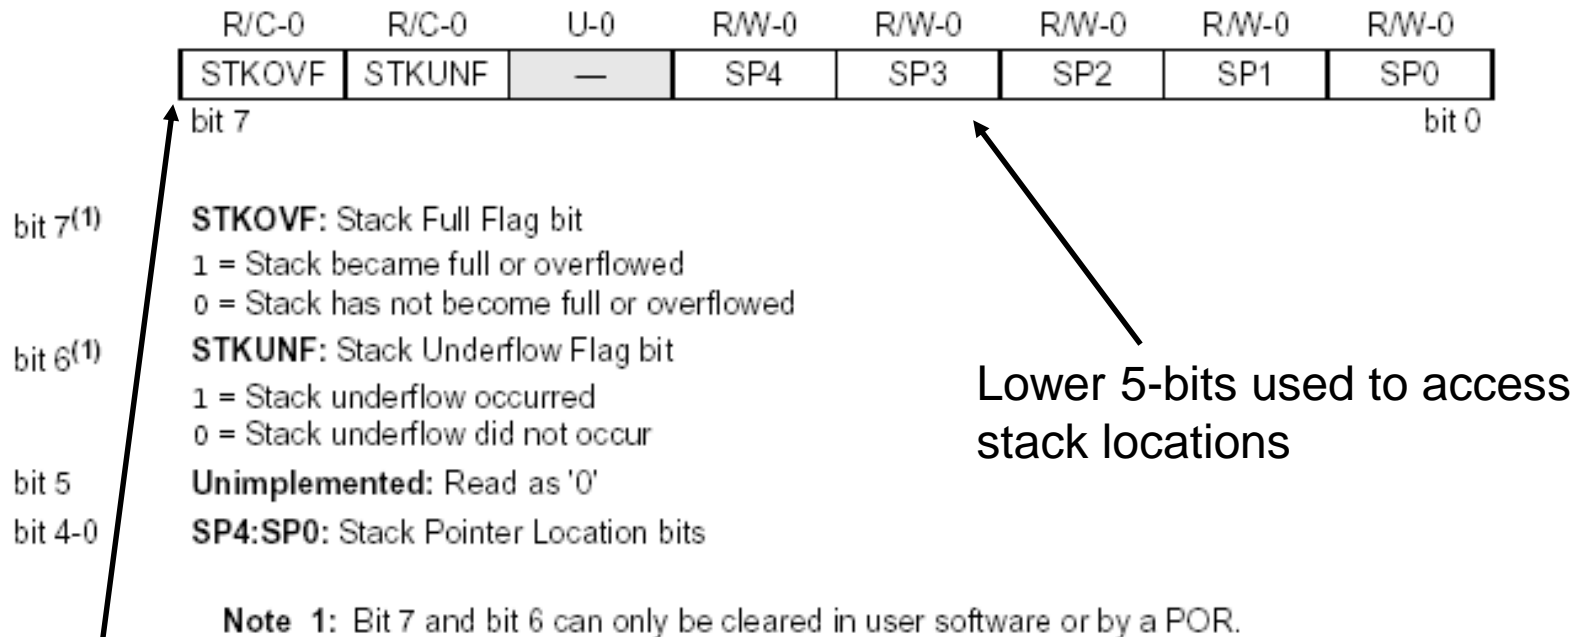 R/C-0 R/C-0 U-0 R/W-0 R/W-0 R/W-0 R/W-0 R/W-0
STKOVF STKUNF — SP4 SP3 SP2 SP1 SP0
bit 7 bit 0
bit 7(1) STKOVF: Stack Full Flag bit
1 = Stack became full or overflowed
0 = Stack has not become full or overflowed
bit 6(1) STKUNF: Stack Underflow Flag bit
1 = Stack underflow occurred
0 = Stack underflow did not occur
bit 5 Unimplemented: Read as '0'
bit 4-0 SP4:SP0: Stack Pointer Location bits
Lower 5-bits used to access
stack locations
Note 1: Bit 7 and bit 6 can only be cleared in user software or by a POR.